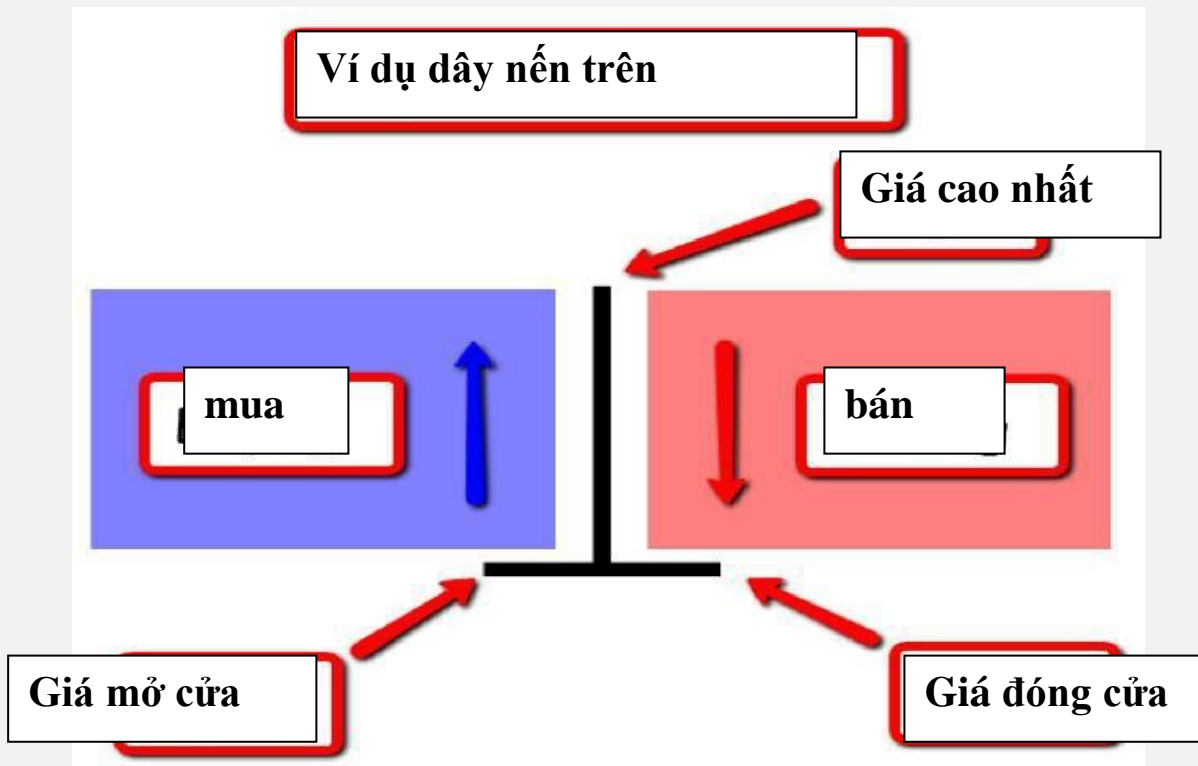 Ví dụ dây nến trên
Giá cao nhất
mua
bán
Giá mở cửa
Giá đóng cửa